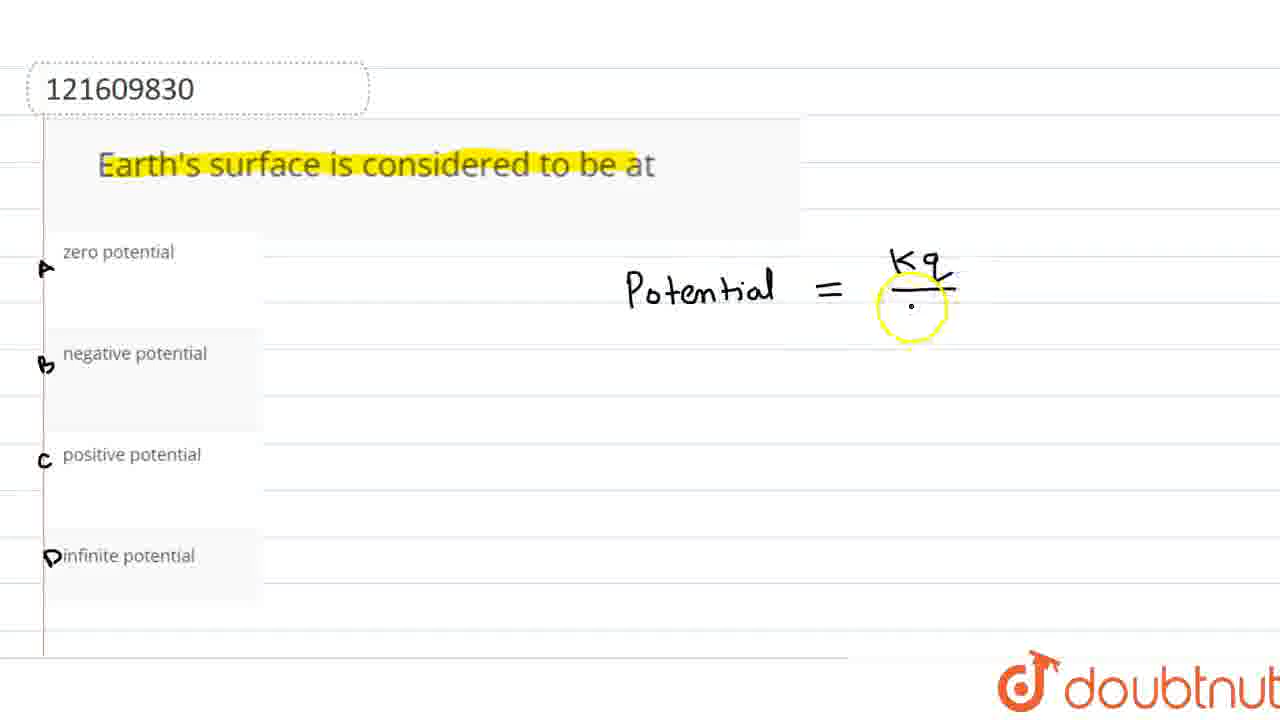 121609830
Earth's surface is considered to be at
A zero potential
Potential = Kq
B negative potential
C positive potential
D infinite potential
doubtnut